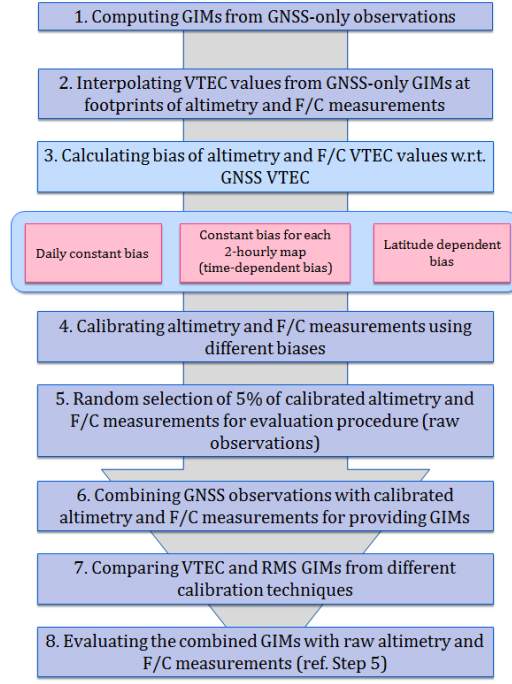 1. Computing GIMs from GNSS-only observations
2. Interpolating VTEC values from GNSS-only GIMs at
footprints of altimetry and F/C measurements
3. Calculating bias of altimetry and F/C VTEC values w.r.t.
GNSS VTEC
Daily constant bias
Constant bias for each
2-hourly map
(time-dependent bias)
Latitude dependent
bias
4. Calibrating altimetry and F/C measurements using
different biases
5. Random selection of 5% of calibrated altimetry and
F/C measurements for evaluation procedure (raw
observations)
6. Combining GNSS observations with calibrated
altimetry and F/C measurements for providing GIMs
7. Comparing VTEC and RMS GIMs from different
calibration techniques
8. Evaluating the combined GIMs with raw altimetry and
F/C measurements (ref. Step 5)